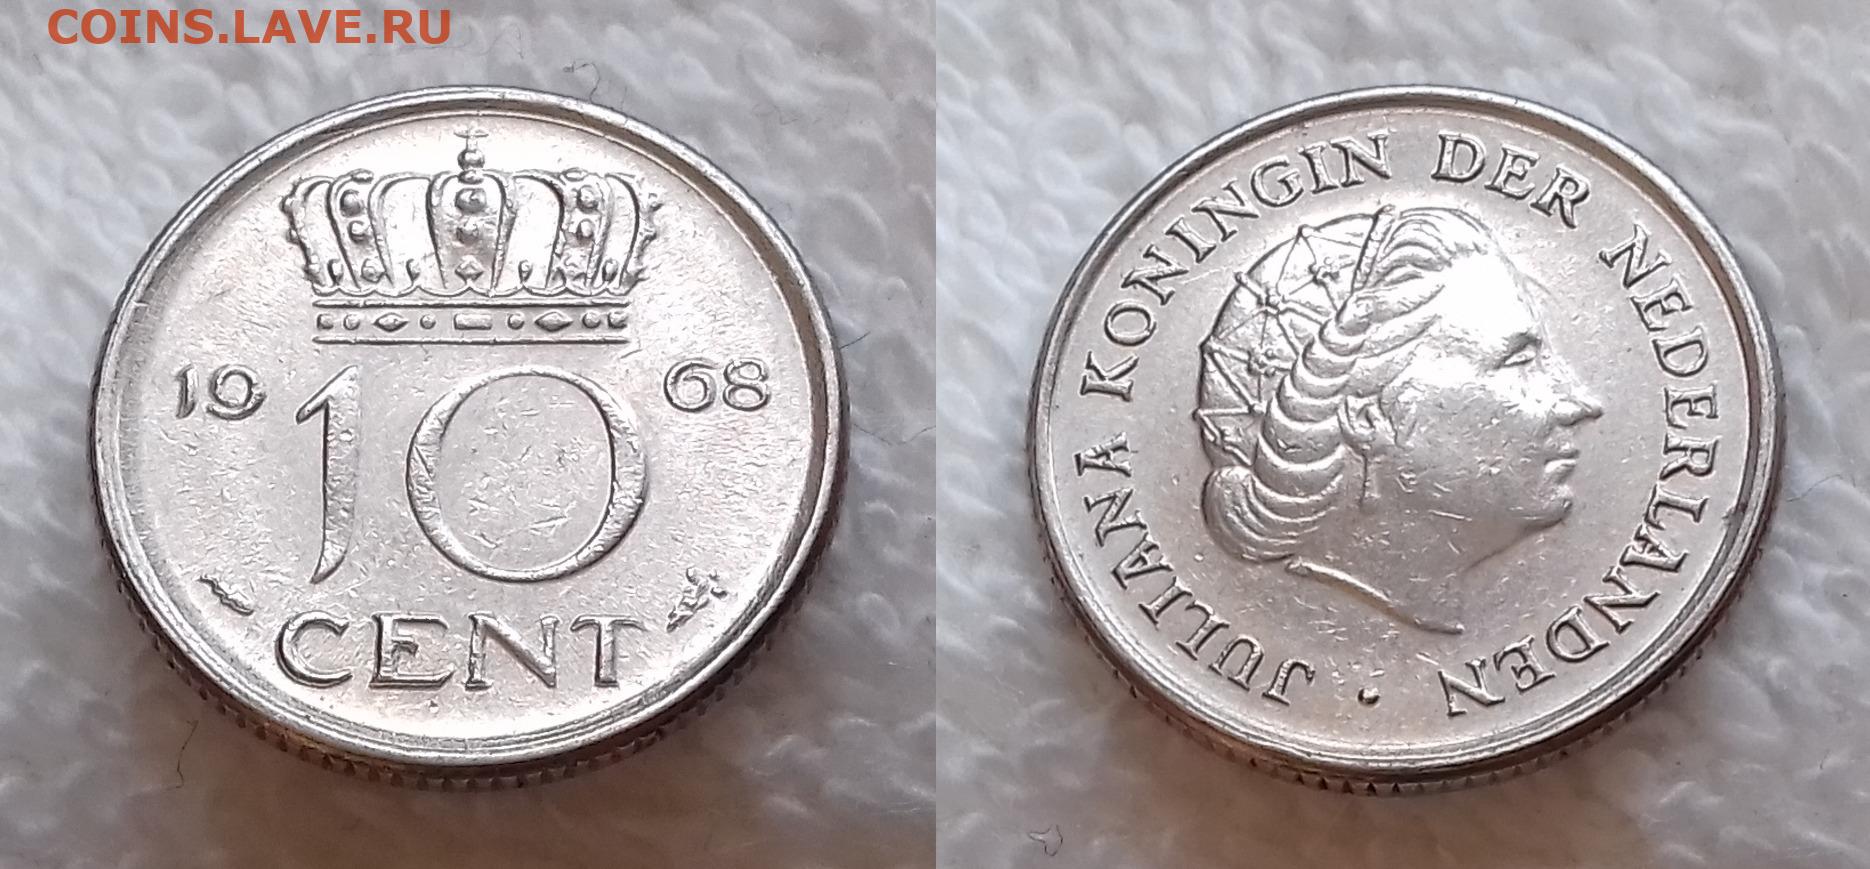 COINS.LAVE.RU
19 68
10
CENT
JULIANA KONINGIN DER NEDERLANDEN